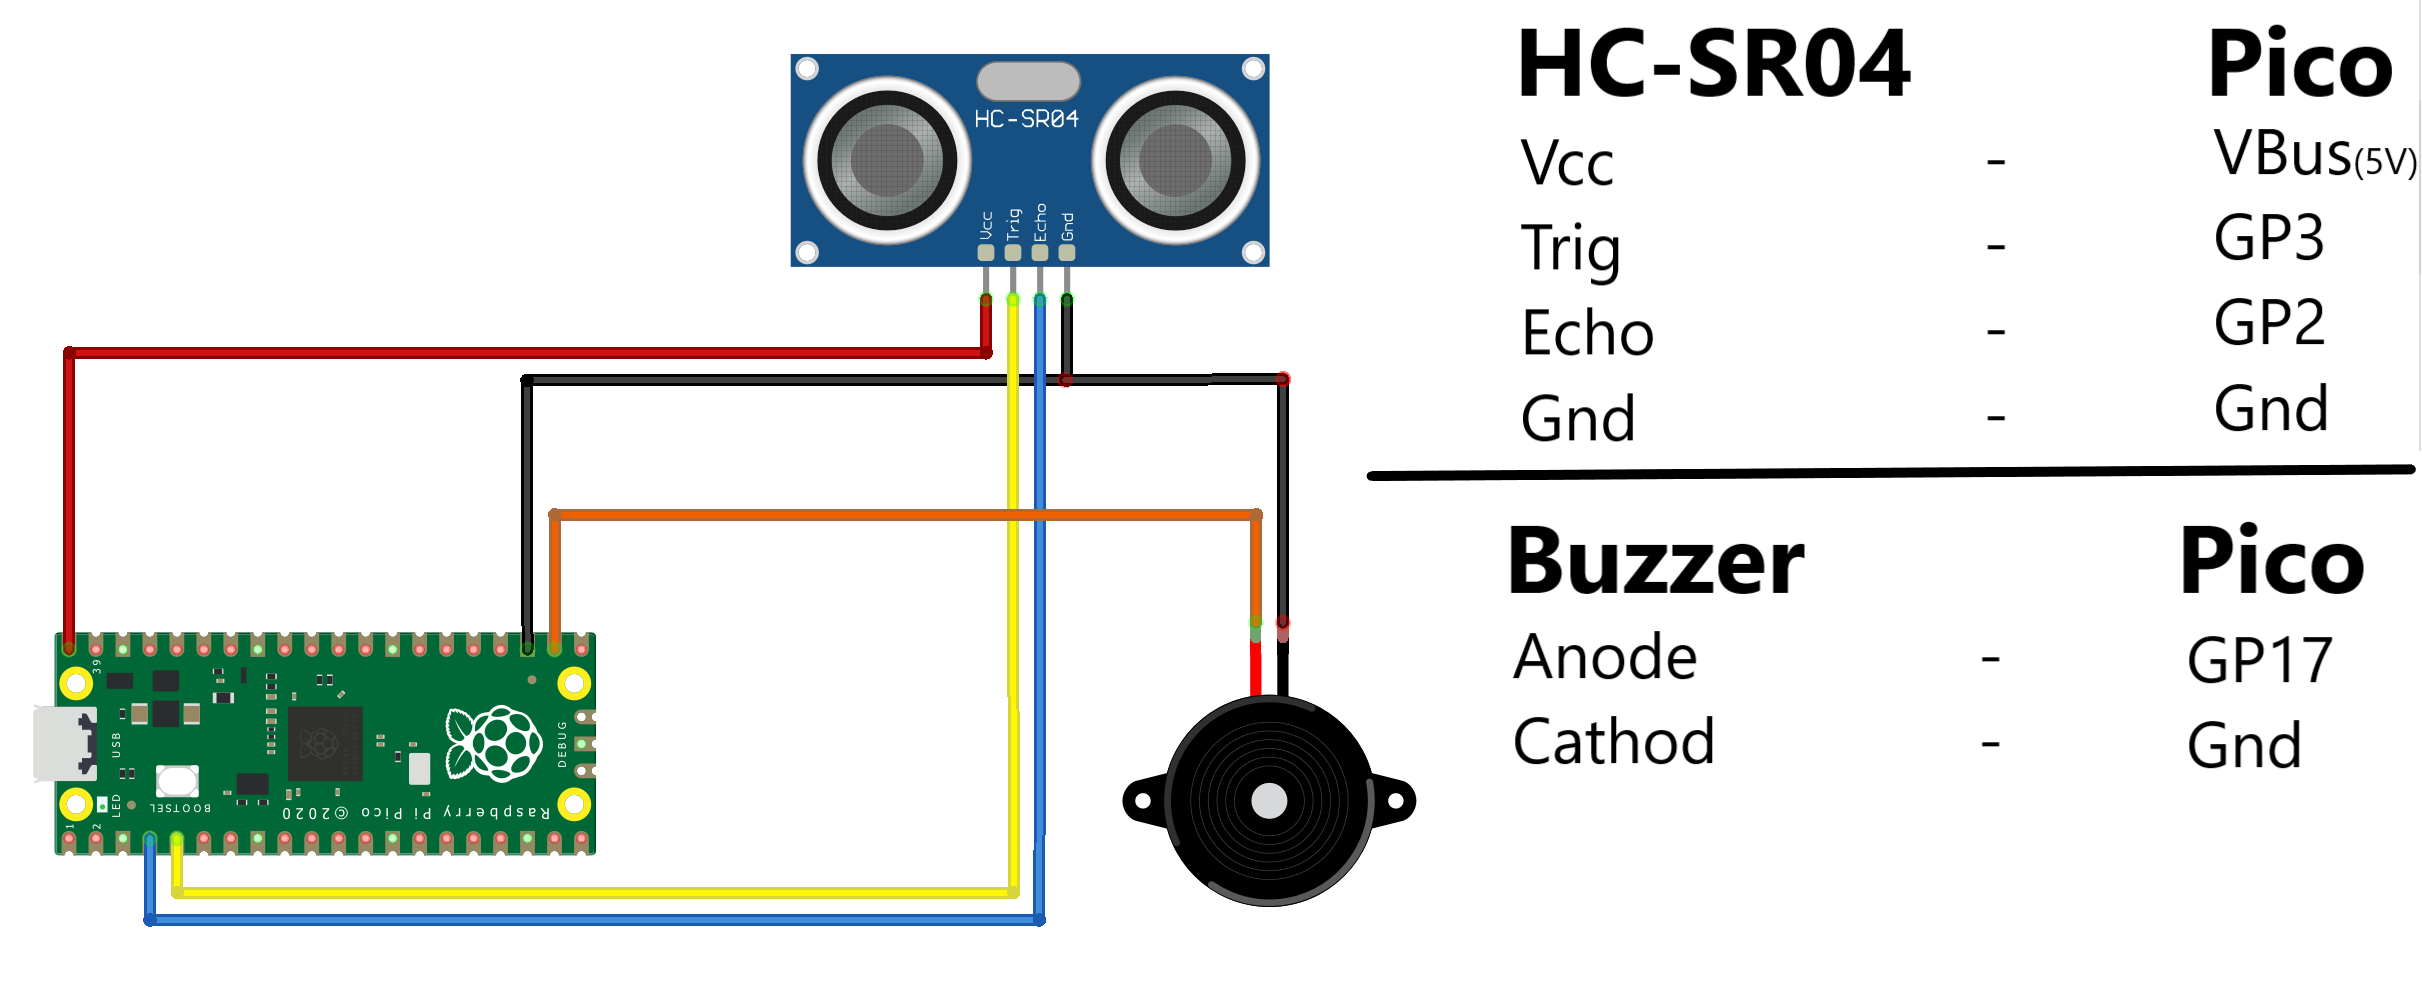 HC-SR04 Pico
Vcc - VBus(5V)
Trig - GP3
Echo - GP2
Gnd - Gnd
Buzzer Pico
Anode - GP17
Cathod - Gnd
HC-SR04
Vcc
Trig
Echo
Gnd
39
USB
DEBUG
LED
BOOTSEL
Raspberry Pi Pico ©2020
1
2